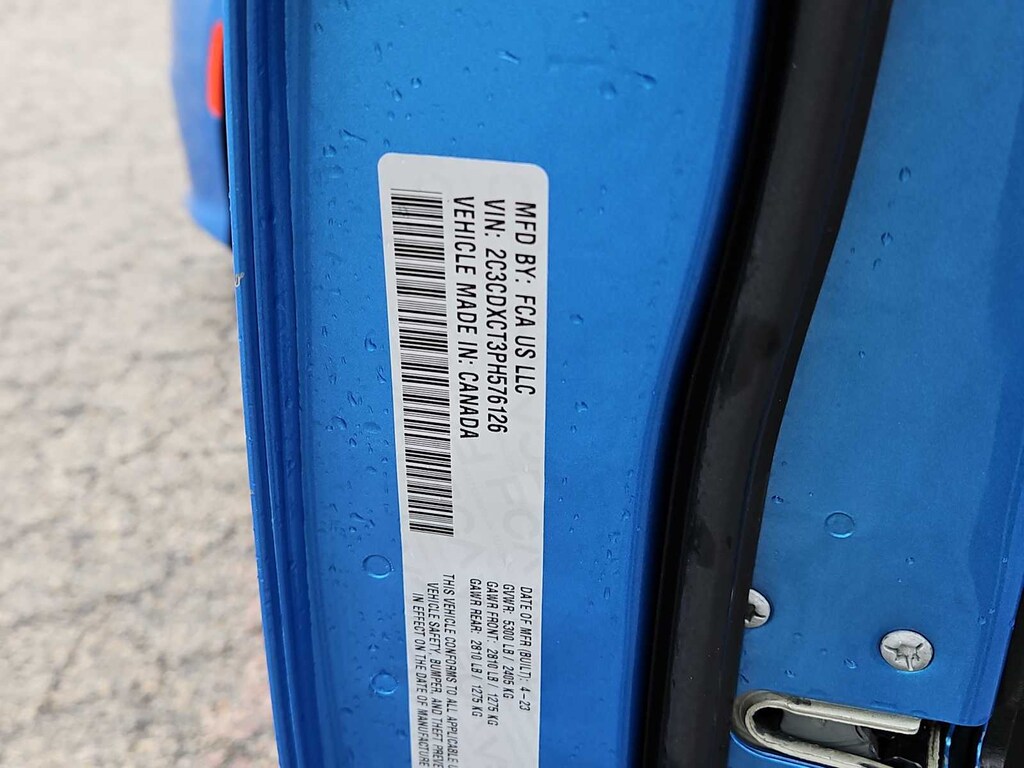 MFD BY: FCA US LLC
VIN: 2C3CDXCT3PH576126
VEHICLE MADE IN: CANADA
DATE OF MFR (BUILT): 4-23
GVWR: 5300 LB / 2405 KG
GAWR FRONT: 2810 LB / 1275 KG
GAWR REAR: 2810 LB / 1275 KG
THIS VEHICLE CONFORMS TO ALL APPLICABLE
VEHICLE SAFETY, BUMPER, AND THEFT
IN EFFECT ON THE DATE OF MANUFACTURE